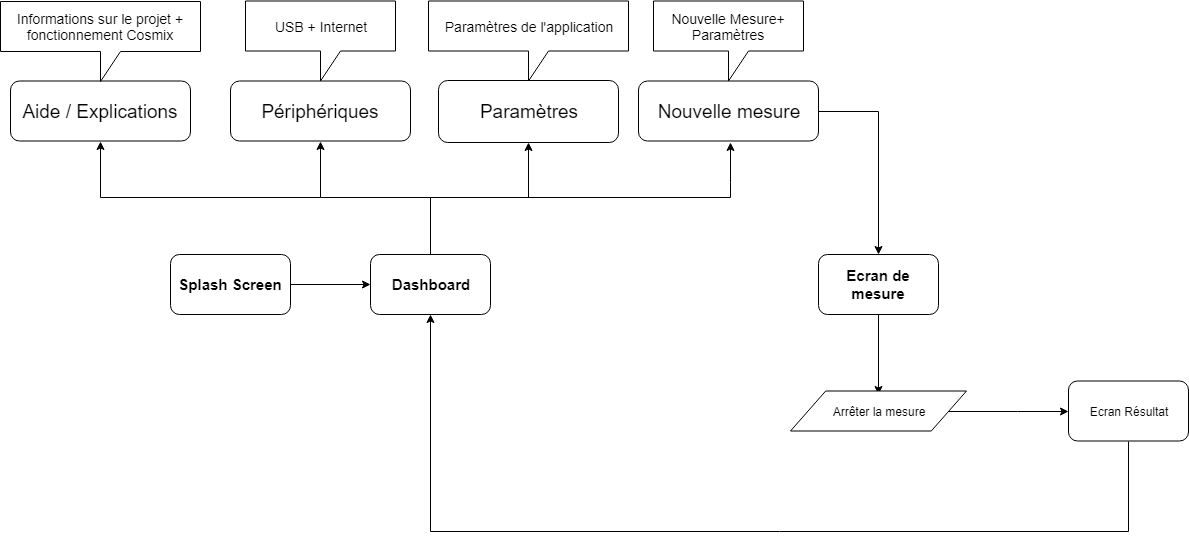 Informations sur le projet +
fonctionnement Cosmix
USB + Internet
Paramètres de l'application
Nouvelle Mesure+
Paramètres
Aide / Explications
Périphériques
Paramètres
Nouvelle mesure
Splash Screen
Dashboard
Ecran de
mesure
Arrêter la mesure
Ecran Résultat